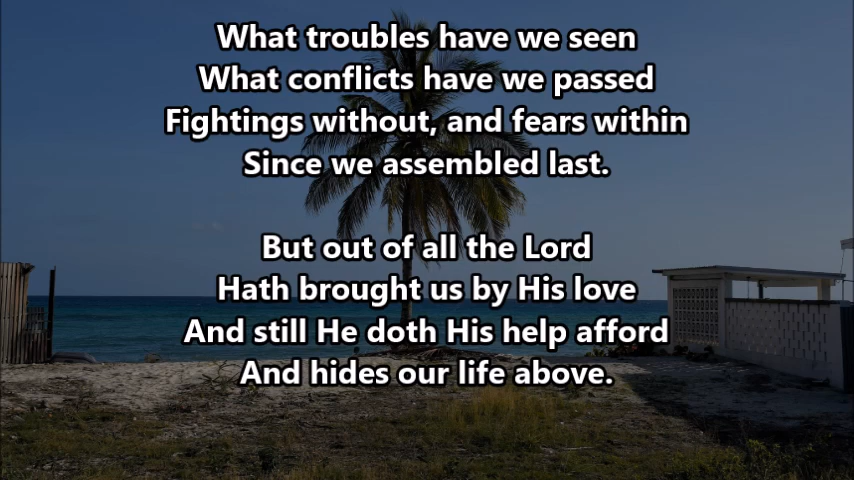 What troubles have we seen
What conflicts have we passed
Fightings without, and fears within
Since we assembled last.
But out of all the Lord
Hath brought us by His love
And still He doth His help afford
And hides our life above.